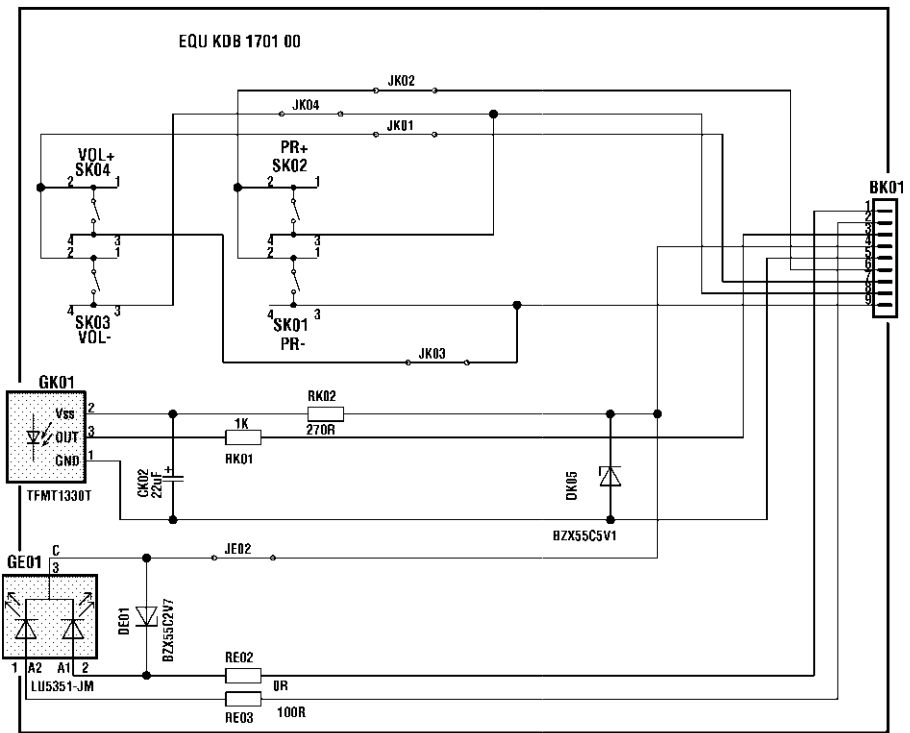 EQU KDB 1701 00
JK02
JK04
JK01
VOL+
SK04
PR+
SK02
2 1
2 1
BK01
1
2
3
4
5
6
7
8
9
4 3
4 3
2 1
2 1
4 3
4 3
SK03
VOL-
SK01
PR-
JK03
GK01
RK02
Vss
2
1K
270R
OUT
3
GND
1
RK01
CK02
22uF
+
DK05
TFMT1330T
BZX55C5V1
GE01
C
3
JE02
DE01
BZX55C2V7
RE02
1 A2 A1 2
LU5351-JM
0R
RE03
100R